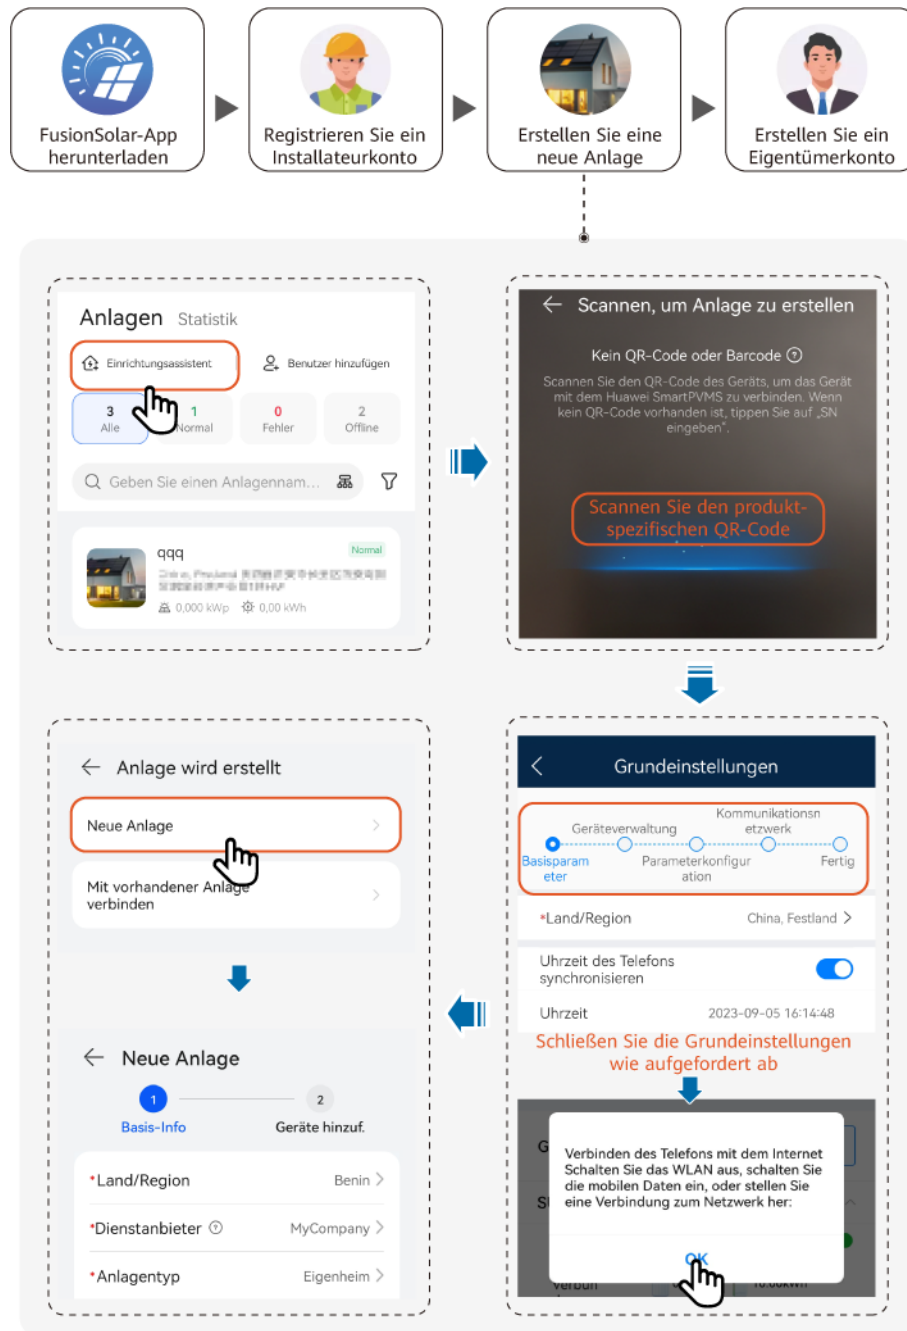 FusionSolar-App
herunterladen
Registrieren Sie ein
Installateurkonto
Erstellen Sie eine
neue Anlage
Erstellen Sie ein
Eigentümerkonto
Anlagen Statistik
Einrichtungsassistent
Benutzer hinzufügen
3
Alle
1
Normal
0
Fehler
2
Offline
Geben Sie einen Anlagennam...
qqq
Normal
0,000 kWp 0,00 kWh
Scannen, um Anlage zu erstellen
Kein QR-Code oder Barcode
Scannen Sie den QR-Code des Geräts, um das Gerät
mit dem Huawei SmartPVMS zu verbinden. Wenn
kein QR-Code vorhanden ist, tippen Sie auf „SN
eingeben“.
Scannen Sie den produkt-
spezifischen QR-Code
Grundeinstellungen
Basisparam
eter
Geräteverwaltung
Parameterkonfigur
ation
Kommunikationsn
etzwerk
Fertig
*Land/Region China, Festland
Uhrzeit des Telefons
synchronisieren
Uhrzeit 2023-09-05 16:14:48
Schließen Sie die Grundeinstellungen
wie aufgefordert ab
Verbinden des Telefons mit dem Internet
Schalten Sie das WLAN aus, schalten Sie
die mobilen Daten ein, oder stellen Sie
eine Verbindung zum Netzwerk her:
OK
Anlage wird erstellt
Neue Anlage
Mit vorhandener Anlage
verbinden
Neue Anlage
1
Basis-Info
2
Geräte hinzuf.
*Land/Region Benin
*Dienstanbieter MyCompany
*Anlagentyp Eigenheim